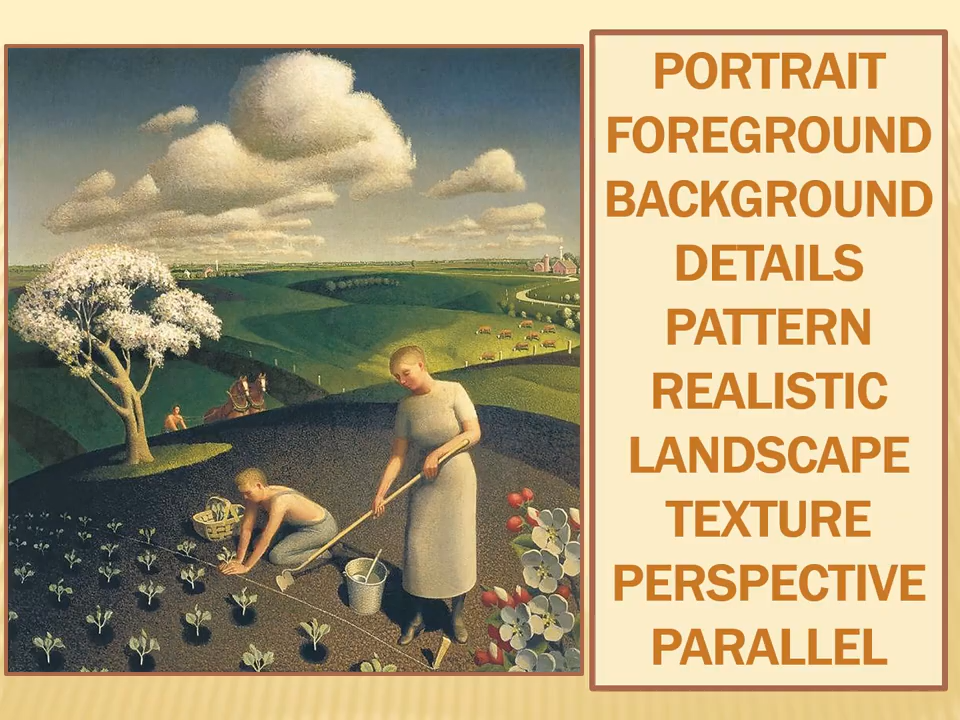 PORTRAIT
FOREGROUND
BACKGROUND
DETAILS
PATTERN
REALISTIC
LANDSCAPE
TEXTURE
PERSPECTIVE
PARALLEL